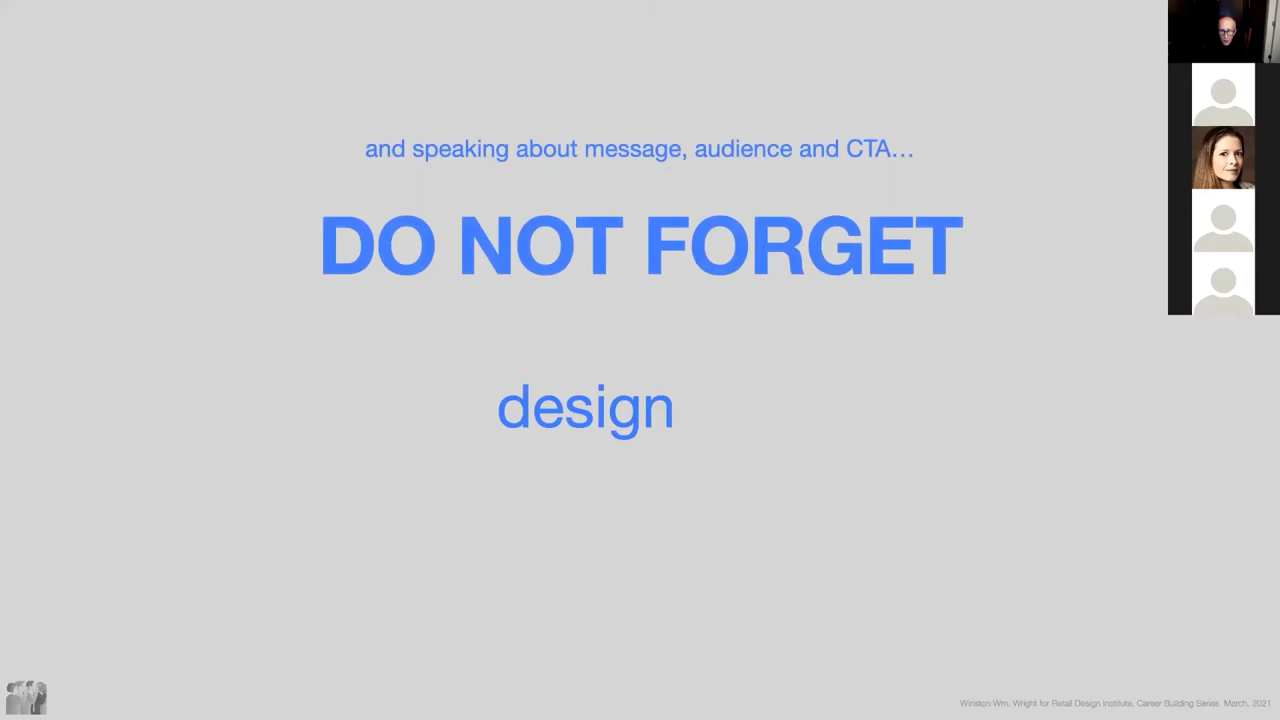 and speaking about message, audience and CTA…
DO NOT FORGET
design
Winston Wm. Wright for Retail Design Institute, Career Building Series March, 2021